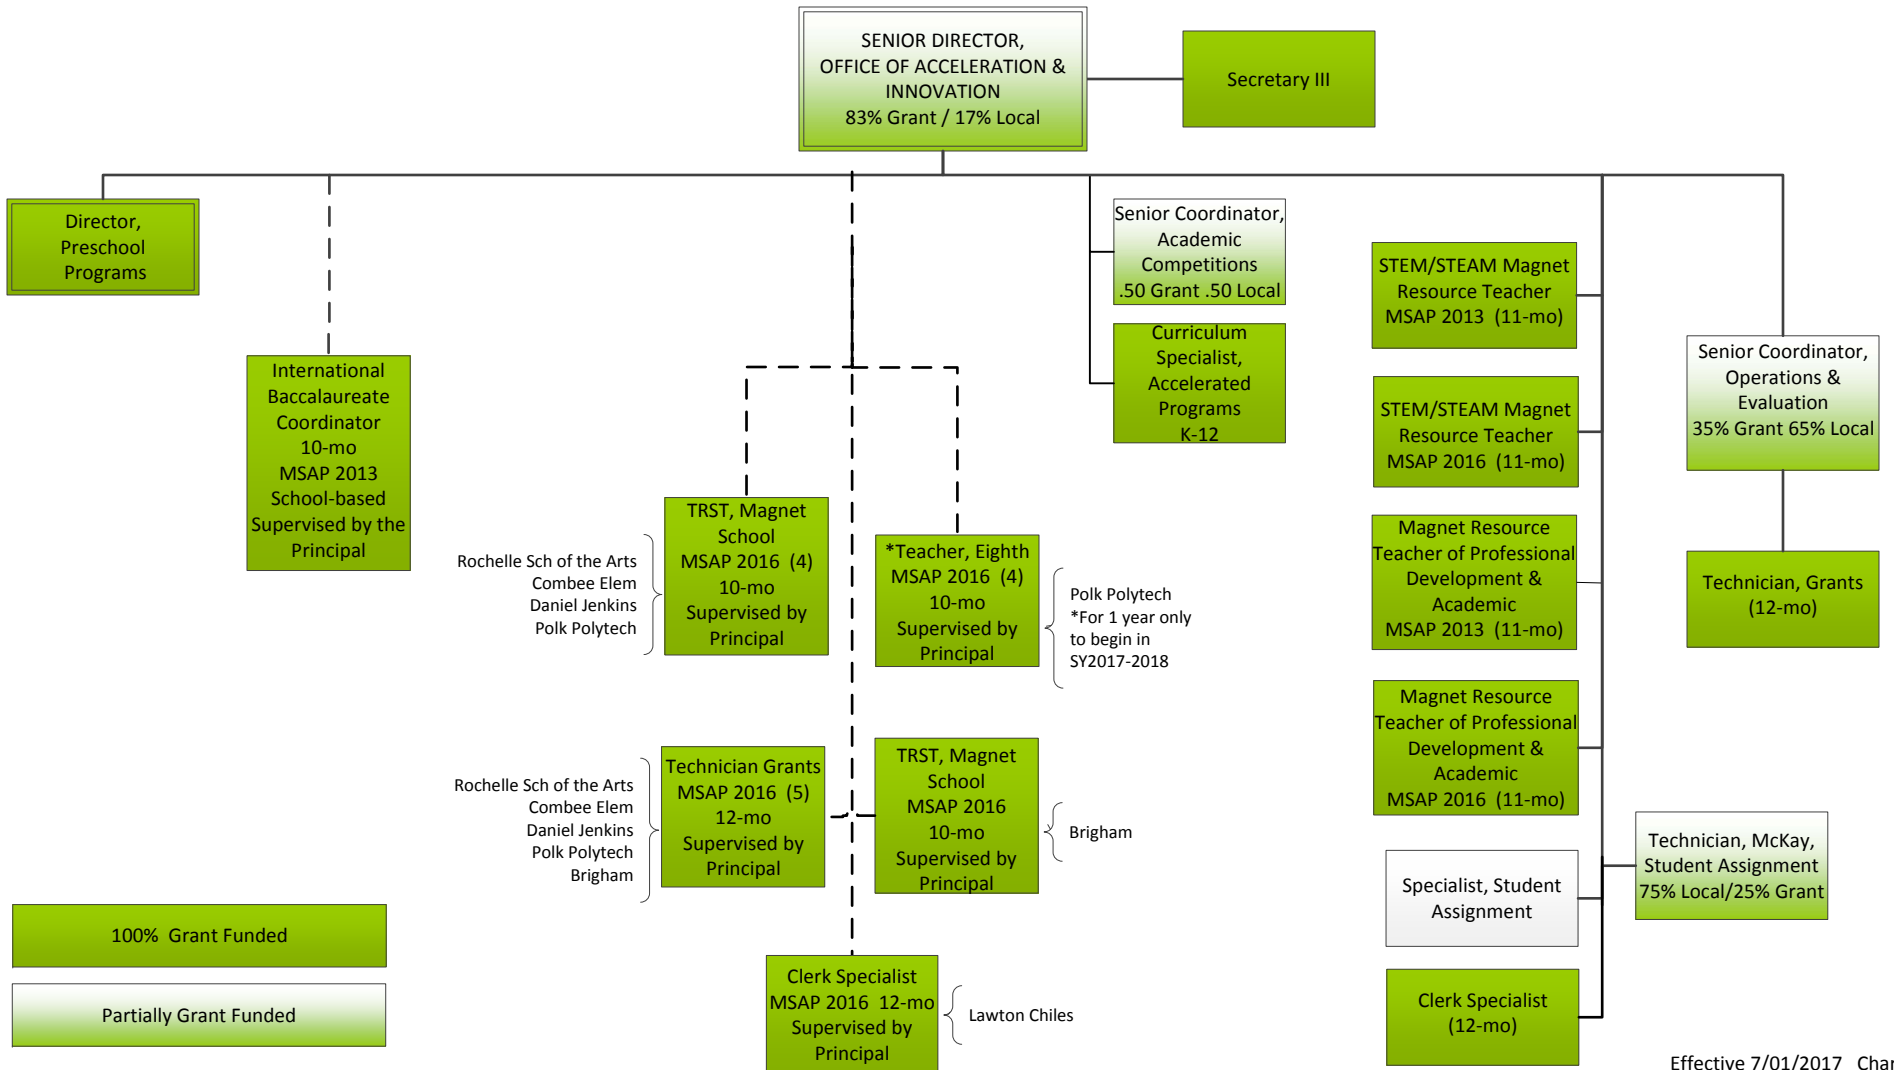 SENIOR DIRECTOR,
OFFICE OF ACCELERATION &
INNOVATION
83% Grant / 17% Local
Secretary III
Director,
Preschool
Programs
International
Baccalaureate
Coordinator
10-mo
MSAP 2013
School-based
Supervised by the
Principal
Rochelle Sch of the Arts
Combee Elem
Daniel Jenkins
Polk Polytech
TRST, Magnet
School
MSAP 2016 (4)
10-mo
Supervised by
Principal
*Teacher, Eighth
MSAP 2016 (4)
10-mo
Supervised by
Principal
Polk Polytech
*For 1 year only
to begin in
SY2017-2018
Rochelle Sch of the Arts
Combee Elem
Daniel Jenkins
Polk Polytech
Brigham
Technician Grants
MSAP 2016 (5)
12-mo
Supervised by
Principal
TRST, Magnet
School
MSAP 2016
10-mo
Supervised by
Principal
Brigham
Clerk Specialist
MSAP 2016 12-mo
Supervised by
Principal
Lawton Chiles
Senior Coordinator,
Academic
Competitions
.50 Grant .50 Local
Curriculum
Specialist,
Accelerated
Programs
K-12
STEM/STEAM Magnet
Resource Teacher
MSAP 2013 (11-mo)
STEM/STEAM Magnet
Resource Teacher
MSAP 2016 (11-mo)
Magnet Resource
Teacher of Professional
Development &
Academic
MSAP 2013 (11-mo)
Magnet Resource
Teacher of Professional
Development &
Academic
MSAP 2016 (11-mo)
Specialist, Student
Assignment
Clerk Specialist
(12-mo)
Technician, McKay,
Student Assignment
75% Local/25% Grant
Senior Coordinator,
Operations &
Evaluation
35% Grant 65% Local
Technician, Grants
(12-mo)
100% Grant Funded
Partially Grant Funded
Effective 7/01/2017 Char